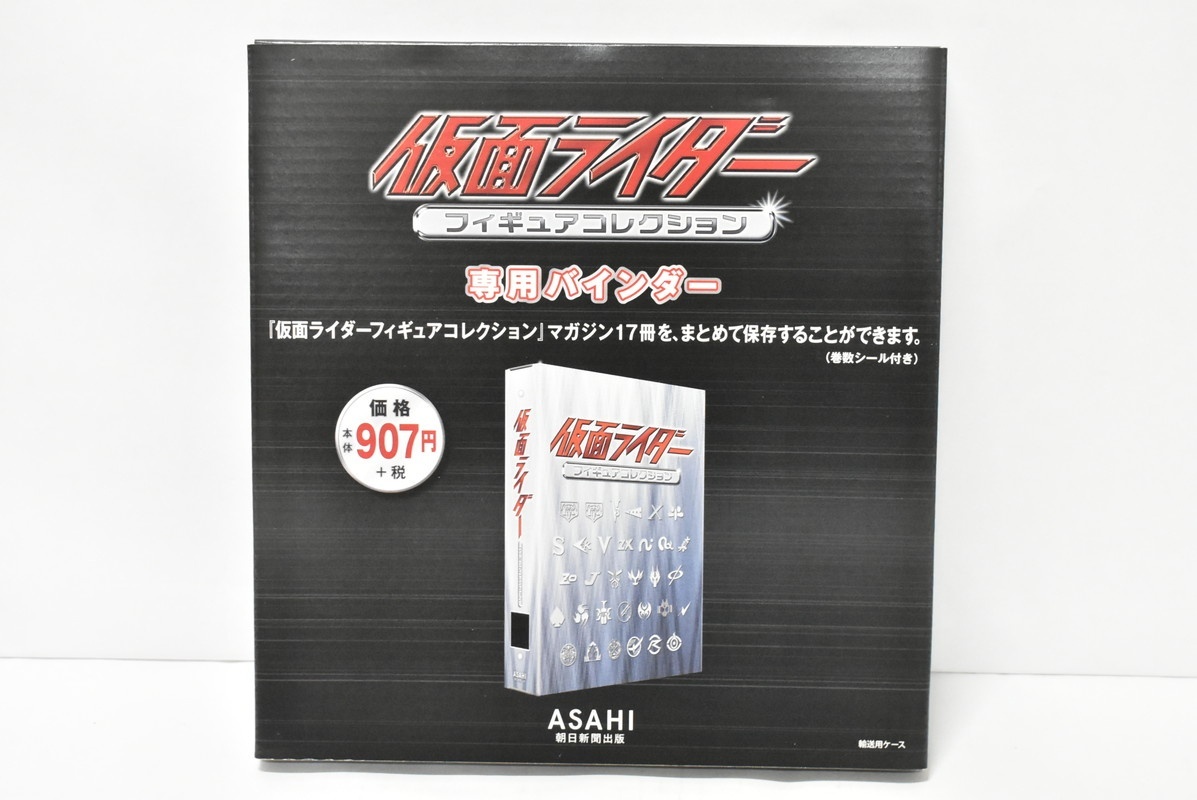 仮面ライダー
フィギュアコレクション
専用バインダー
『仮面ライダーフィギュアコレクション』マガジン17冊を、まとめて保存することができます。
(巻数シール付き)
価格
本体907円
+税
仮面ライダー
仮面ライダー
フィギュアコレクション
S V ZX
ZO J
ASAHI
ASAHI
朝日新聞出版
輸送用ケース